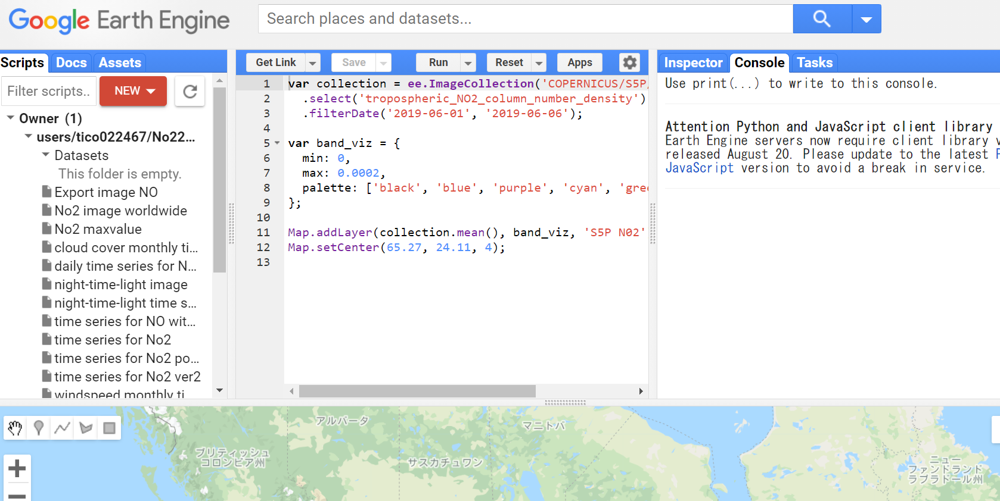 Google Earth Engine
Search places and datasets...
Scripts Docs Assets
Filter scripts..
NEW
Owner (1)
users/tico022467/No22...
Datasets
This folder is empty.
Export image NO
No2 image worldwide
No2 maxvalue
cloud cover monthly ti...
daily time series for N...
night-time-light image
night-time-light time s...
time series for NO wit...
time series for No2
time series for No2 po...
time series for No2 ver2
windspeed monthly ti
Get Link Save Run Reset Apps
1 var collection = ee.ImageCollection('COPERNICUS/S5P/
2 .select('tropospheric_NO2_column_number_density')
3 .filterDate('2019-06-01', '2019-06-06');
4
5 var band_viz = {
6 min: 0,
7 max: 0.0002,
8 palette: ['black', 'blue', 'purple', 'cyan', 'gree
9 };
10
11 Map.addLayer(collection.mean(), band_viz, 'S5P N02'
12 Map.setCenter(65.27, 24.11, 4);
13
Inspector Console Tasks
Use print(...) to write to this console.
Attention Python and JavaScript client library
Earth Engine servers now require client library v
released August 20. Please update to the latest P
JavaScript version to avoid a break in service.
アルバータ
マニトバ
ブリティッシュ
コロンビア州
サスカチュワン
ニュー
ファンドランド
ラブラドール州